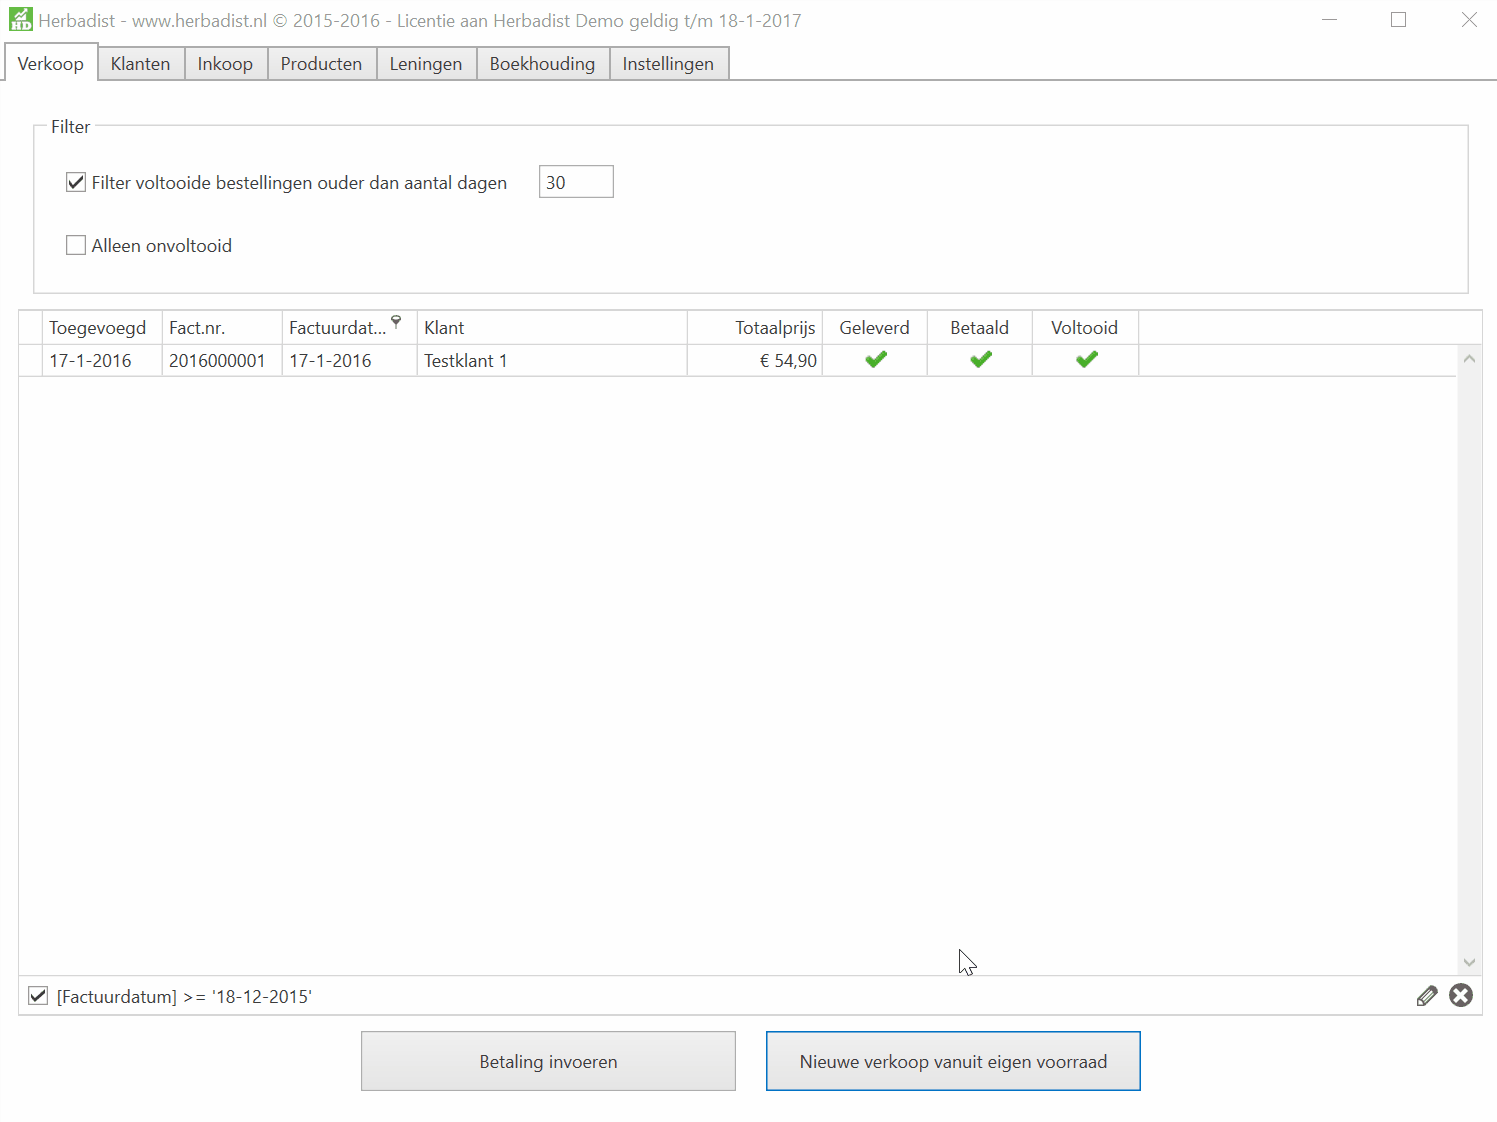 HD Herbadist - www.herbadist.nl © 2015-2016 - Licentie aan Herbadist Demo geldig t/m 18-1-2017
Verkoop Klanten Inkoop Producten Leningen Boekhouding Instellingen
Filter
Filter voltooide bestellingen ouder dan aantal dagen 30
Alleen onvoltooid
Toegevoegd Fact.nr. Factuurdat... Klant Totaalprijs Geleverd Betaald Voltooid
17-1-2016 2016000001 17-1-2016 Testklant 1 € 54,90
[Factuurdatum] >= '18-12-2015'
Betaling invoeren Nieuwe verkoop vanuit eigen voorraad